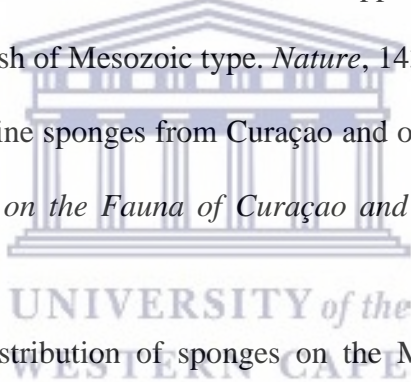 sh of Mesozoic type. Nature, 14
ine sponges from Curaçao and o
on the Fauna of Curaçao and
UNIVERSITY of the
stribution of sponges on the M
WESTERN CAPE